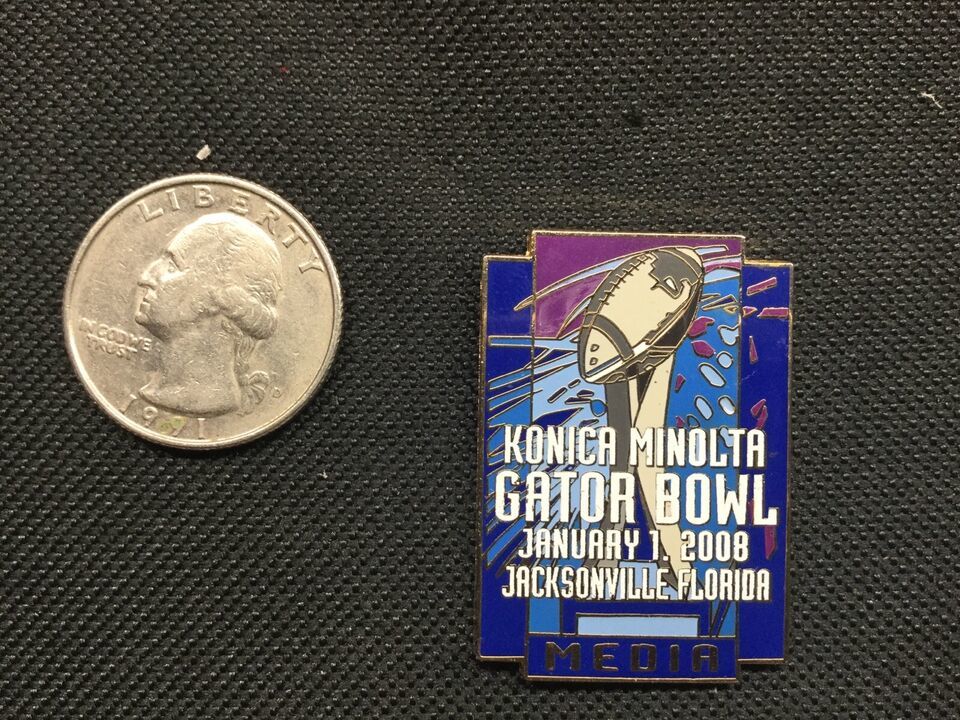 LIBERTY
IN GOD WE
TRUST
KONICA MINOLTA
GATOR BOWL
JANUARY 1, 2008
JACKSONVILLE FLORIDA
MEDIA